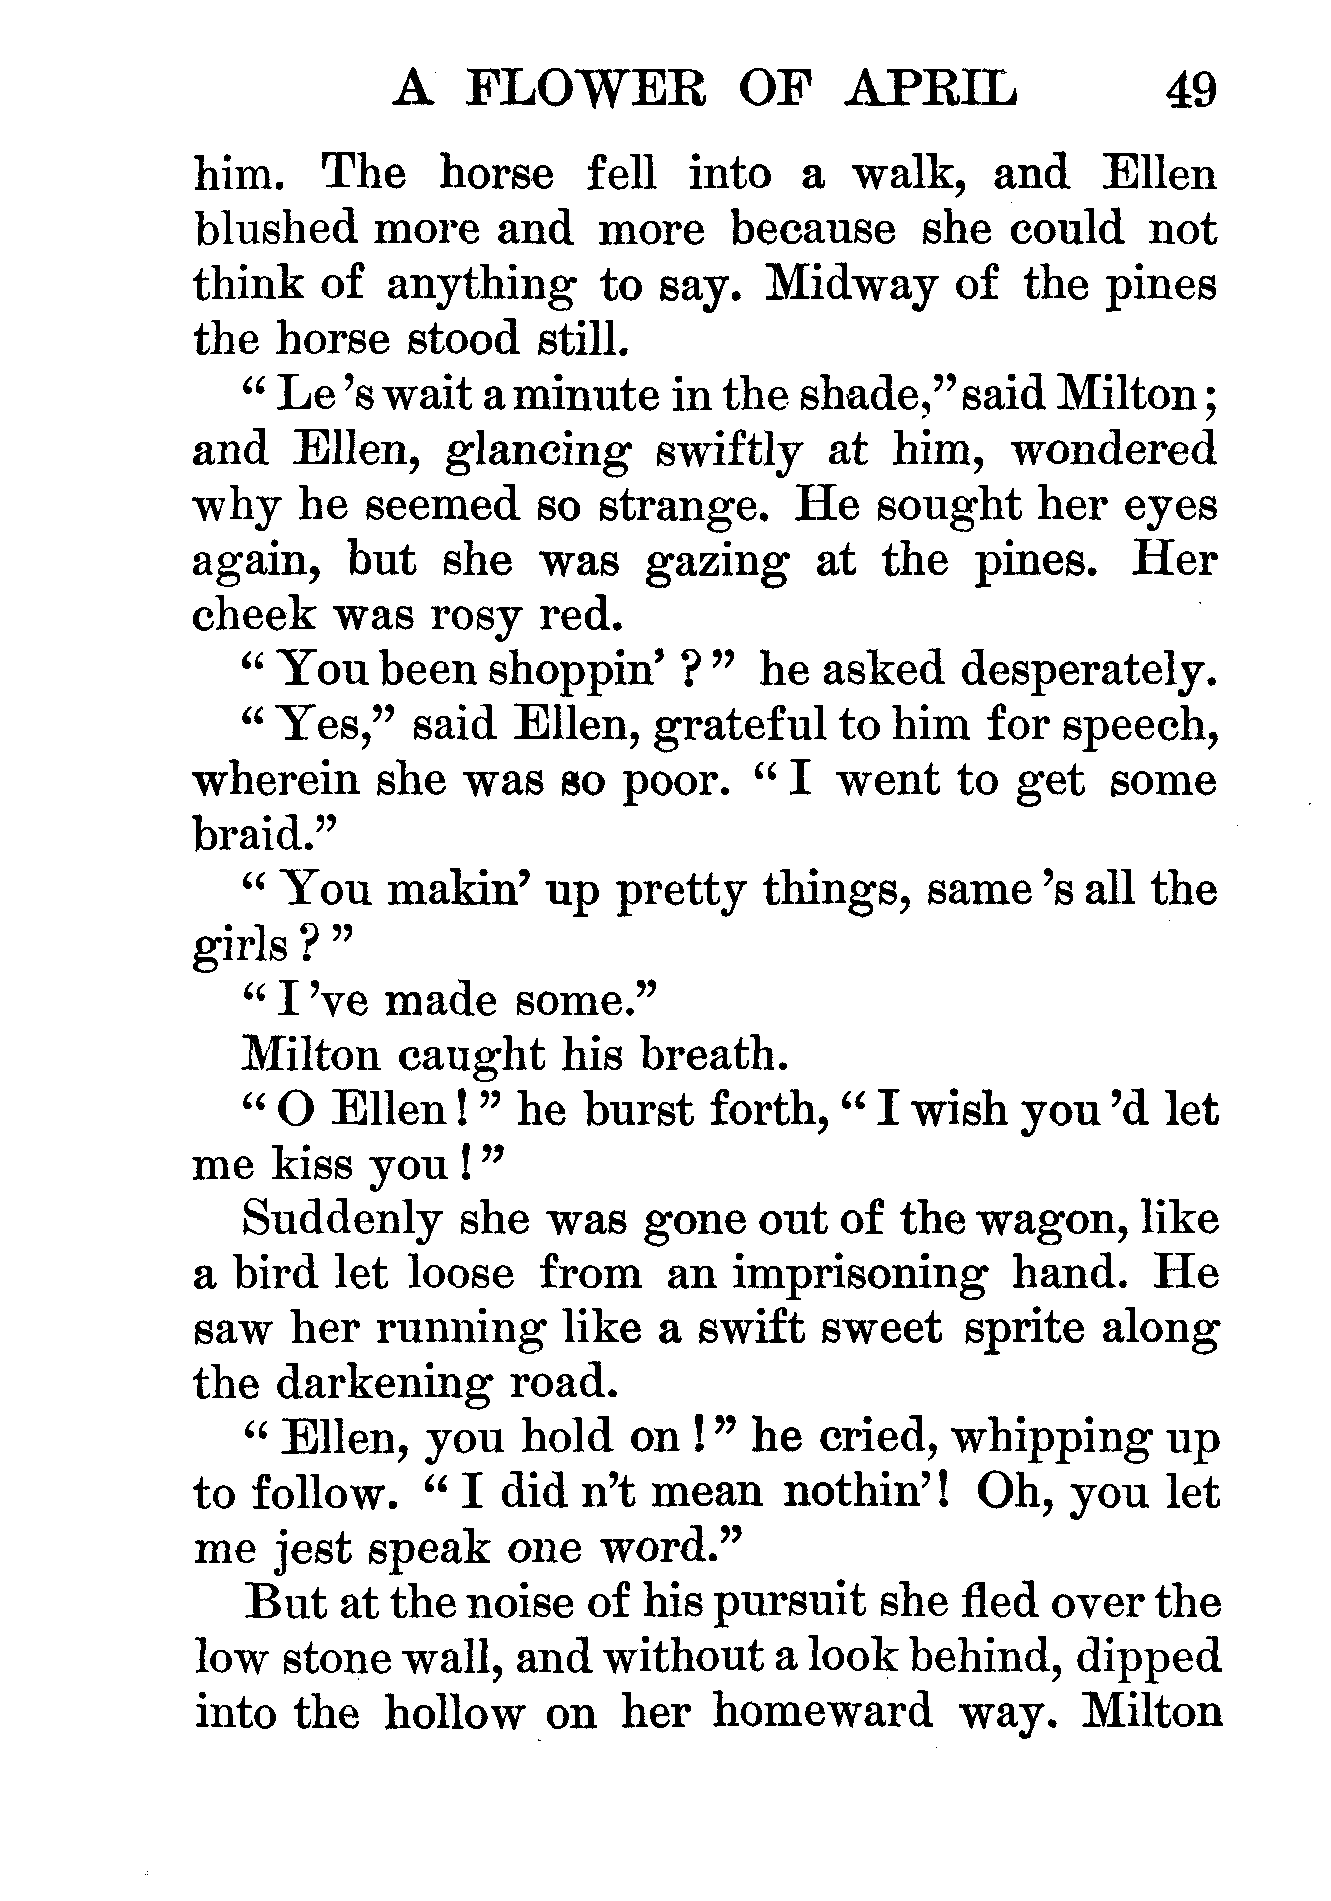 A FLOWER OF APRIL 49
him. The horse fell into a walk, and Ellen
blushed more and more because she could not
think of anything to say. Midway of the pines
the horse stood still.
“ Le ’s wait a minute in the shade,” said Milton ;
and Ellen, glancing swiftly at him, wondered
why he seemed so strange. He sought her eyes
again, but she was gazing at the pines. Her
cheek was rosy red.
“ You been shoppin’ ? ” he asked desperately.
“ Yes,” said Ellen, grateful to him for speech,
wherein she was so poor. “ I went to get some
braid.”
“ You makin’ up pretty things, same ’s all the
girls ? ”
“ I ’ve made some.”
Milton caught his breath.
“ O Ellen ! ” he burst forth, “ I wish you ’d let
me kiss you ! ”
Suddenly she was gone out of the wagon, like
a bird let loose from an imprisoning hand. He
saw her running like a swift sweet sprite along
the darkening road.
“ Ellen, you hold on ! ” he cried, whipping up
to follow. “ I did n’t mean nothin’ ! Oh, you let
me jest speak one word.”
But at the noise of his pursuit she fled over the
low stone wall, and without a look behind, dipped
into the hollow on her homeward way. Milton